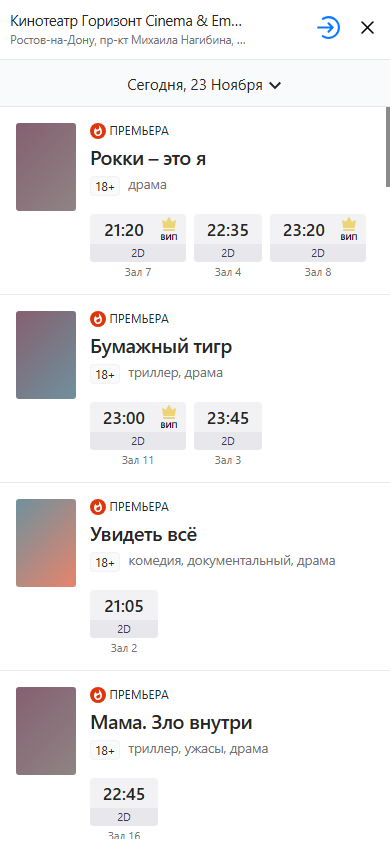 Кинотеатр Горизонт Cinema & Em...
Ростов-на-Дону, пр-кт Михаила Нагибина, ...
Сегодня, 23 Ноября
ПРЕМЬЕРА
Рокки – это я
18+ драма
21:20 ВИП 22:35 23:20 ВИП
2D 2D 2D
Зал 7 Зал 4 Зал 8
ПРЕМЬЕРА
Бумажный тигр
18+ триллер, драма
23:00 ВИП 23:45
2D 2D
Зал 11 Зал 3
ПРЕМЬЕРА
Увидеть всё
18+ комедия, документальный, драма
21:05
2D
Зал 2
ПРЕМЬЕРА
Мама. Зло внутри
18+ триллер, ужасы, драма
22:45
2D
Зал 16